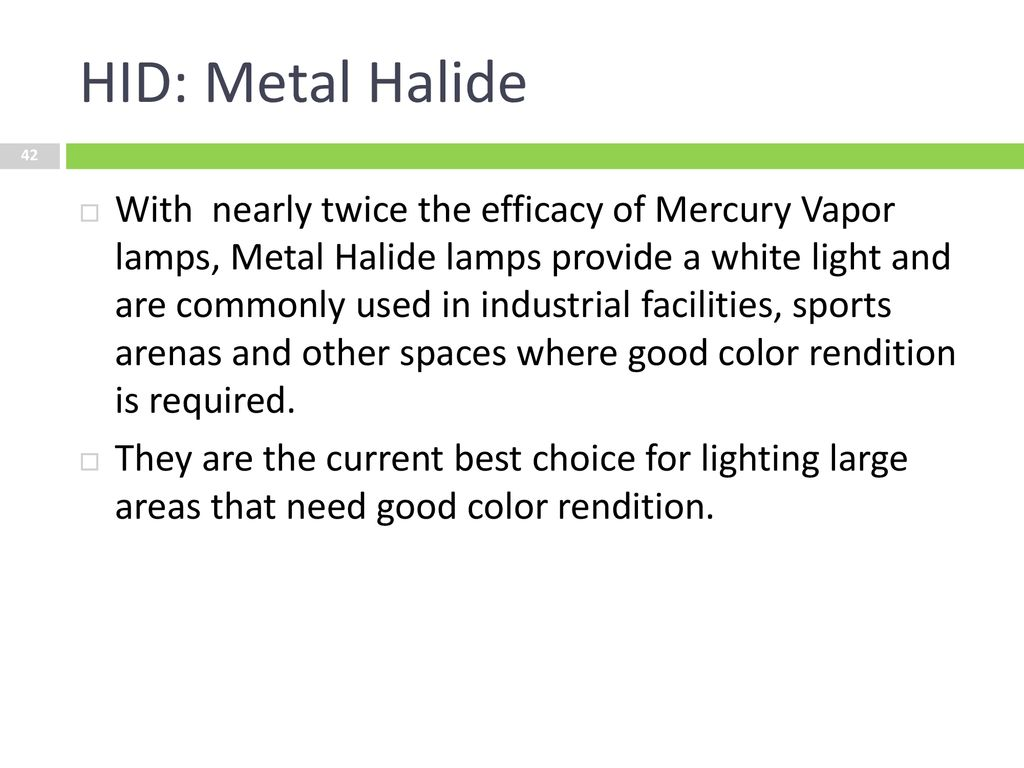 HID: Metal Halide
42
With  nearly twice the efficacy of Mercury Vapor
lamps, Metal Halide lamps provide a white light and
are commonly used in industrial facilities, sports
arenas and other spaces where good color rendition
is required.
They are the current best choice for lighting large
areas that need good color rendition.